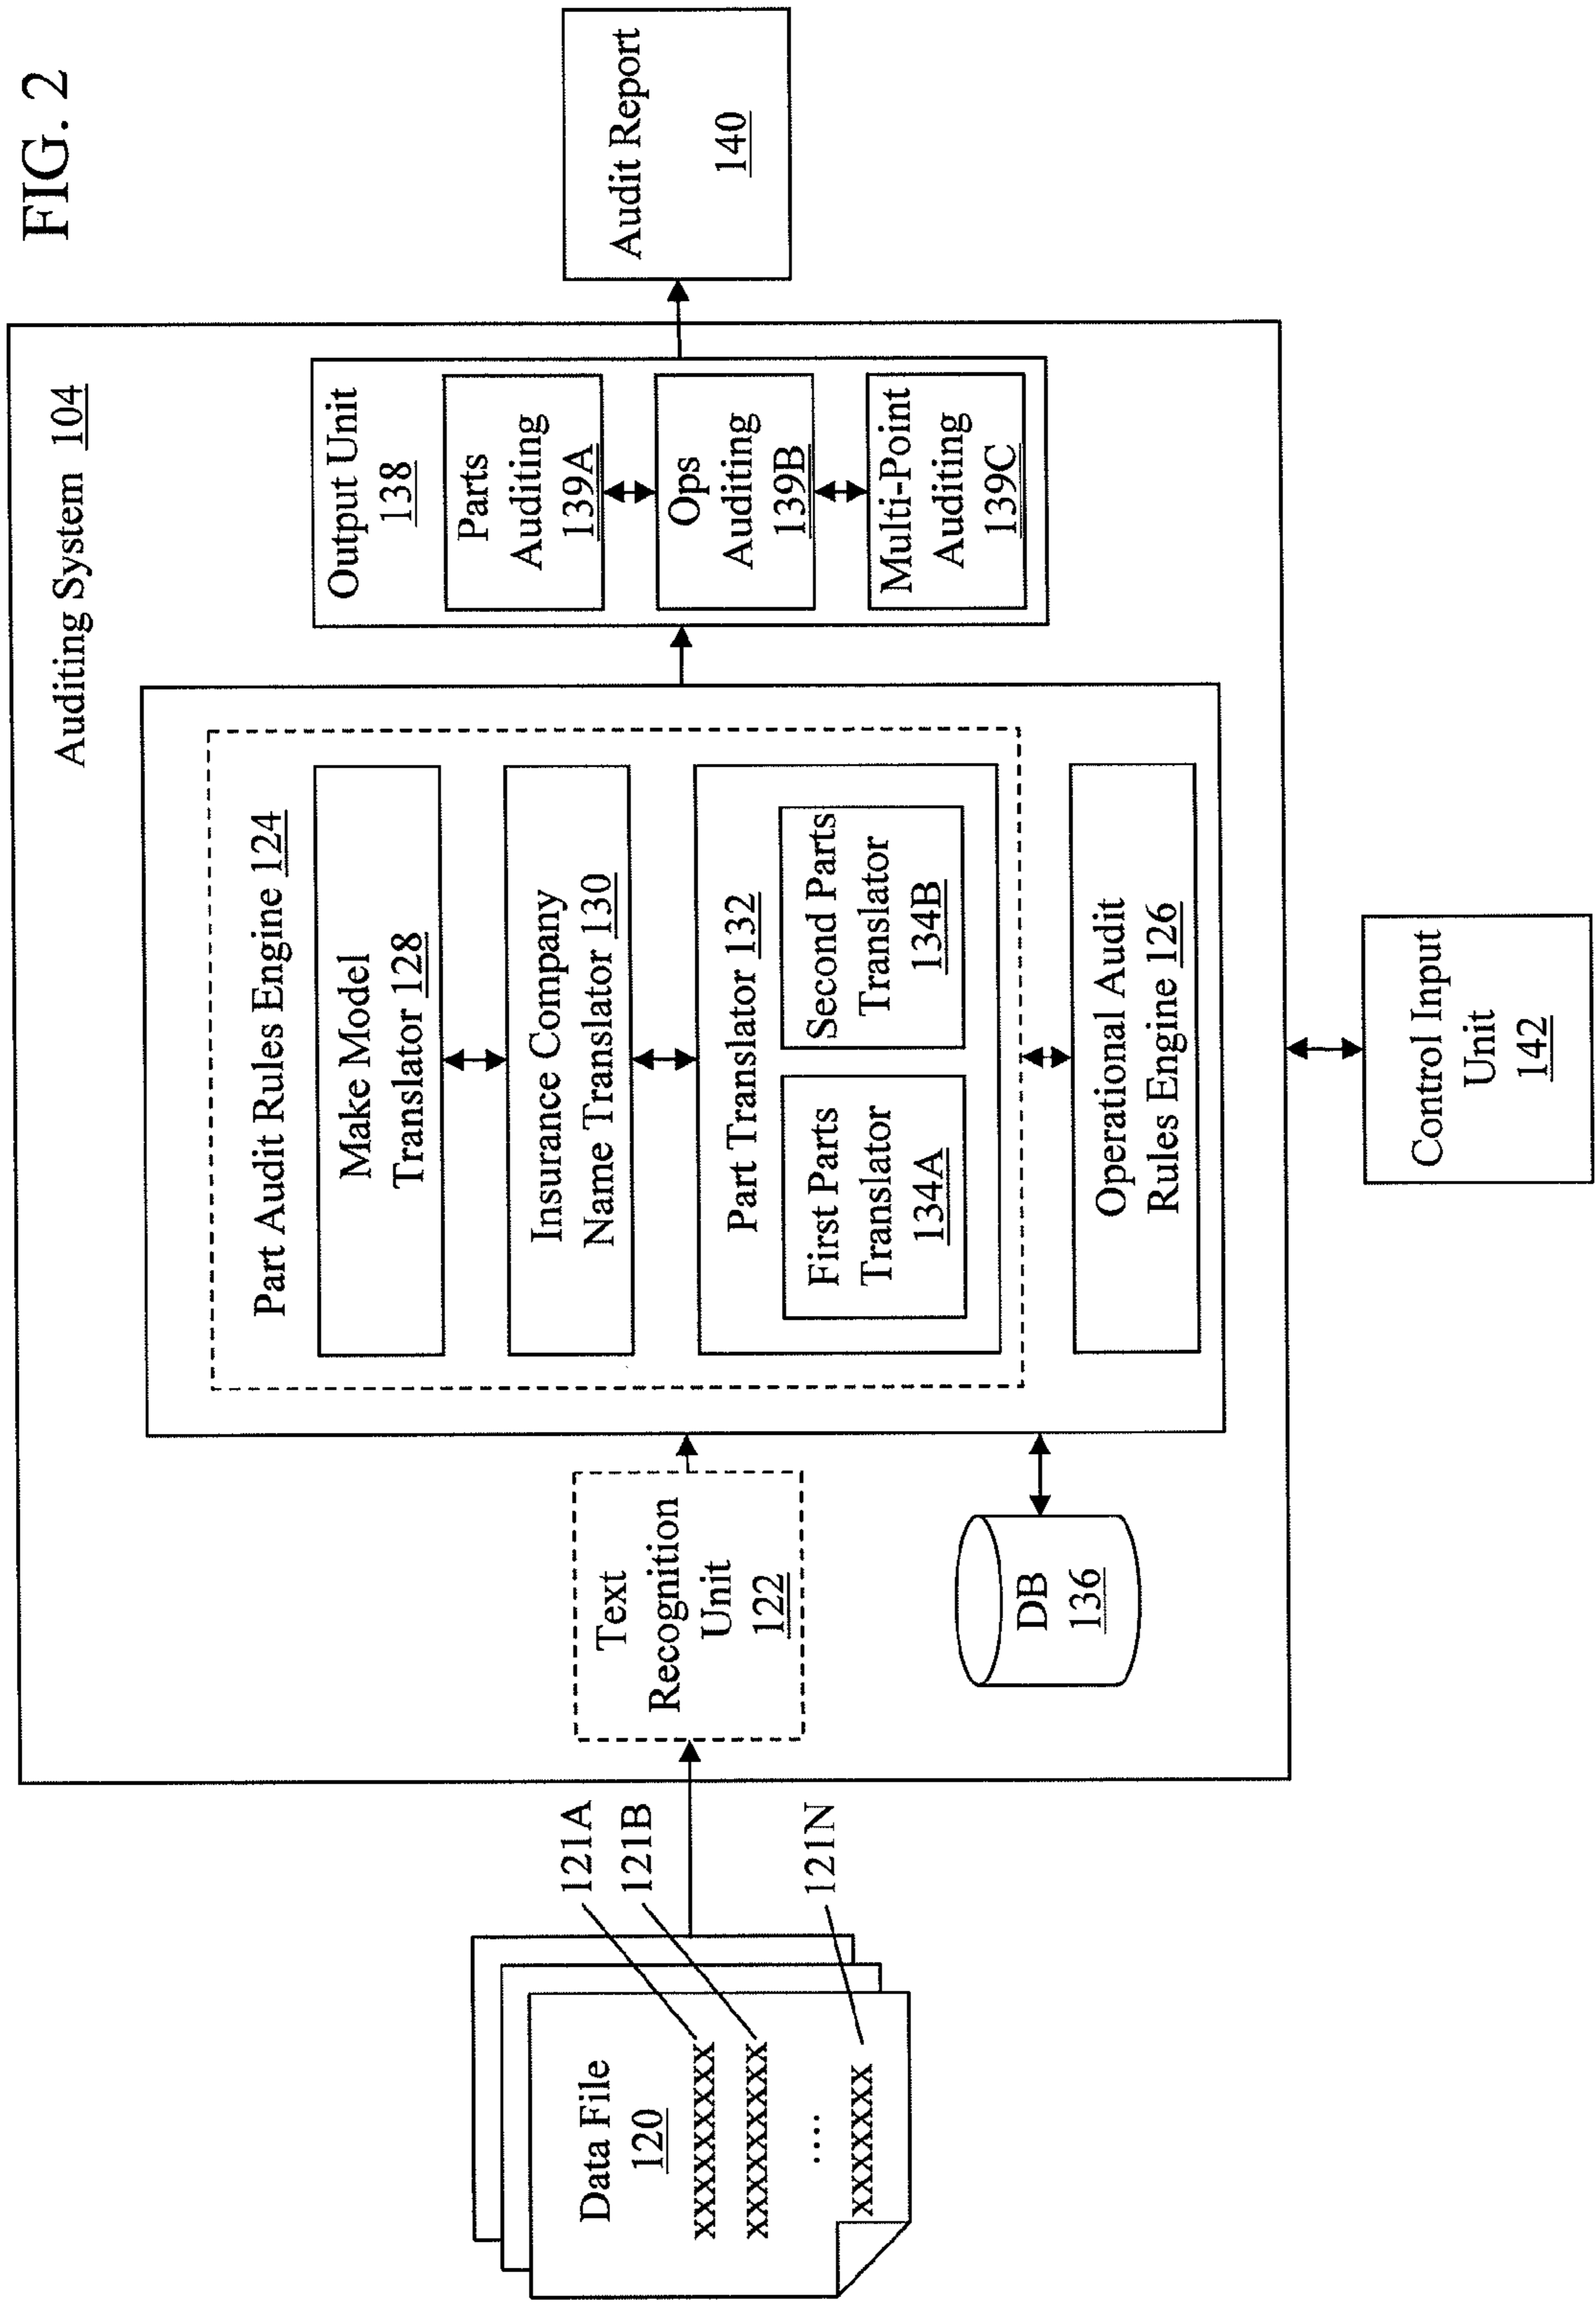 FIG. 2
Auditing System 104
Data File
120
xxxxxxxxx
xxxxxxxxx
....
xxxxxxx
121A
121B
121N
Text
Recognition
Unit
122
DB
136
Part Audit Rules Engine 124
Make Model
Translator 128
Insurance Company
Name Translator 130
Part Translator 132
First Parts
Translator
134A
Second Parts
Translator
134B
Operational Audit
Rules Engine 126
Output Unit
138
Parts
Auditing
139A
Ops
Auditing
139B
Multi-Point
Auditing
139C
Audit Report
140
Control Input
Unit
142